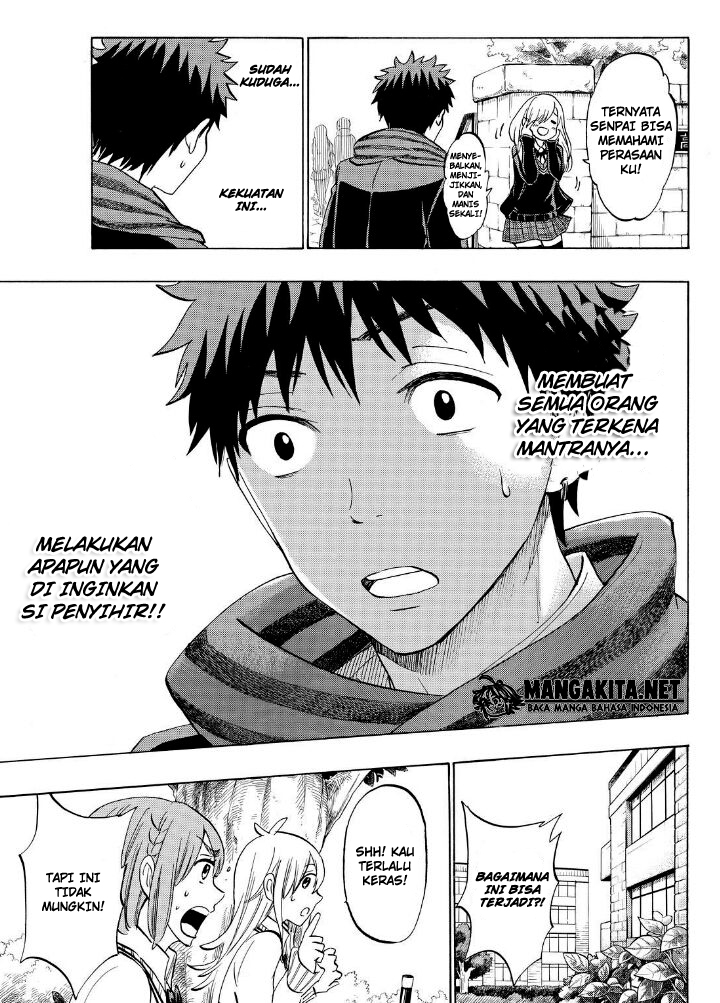 TERNYATA
SENPAI BISA
MEMAHAMI
PERASAAN
KU!
MENYE-
BALKAN,
MENJI-
JIKKAN,
DAN
MANIS
SEKALI!
SUDAH
KUDUGA...
KEKUATAN
INI...
MEMBUAT
SEMUA ORANG
YANG TERKENA
MANTRANYA...
MELAKUKAN
APAPUN YANG
DI INGINKAN
SI PENYIHIR!!
MANGAKITA.NET
BACA MANGA BAHASA INDONESIA
BAGAIMANA
INI BISA
TERJADI?!
SHH! KAU
TERLALU
KERAS!
TAPI INI
TIDAK
MUNGKIN!